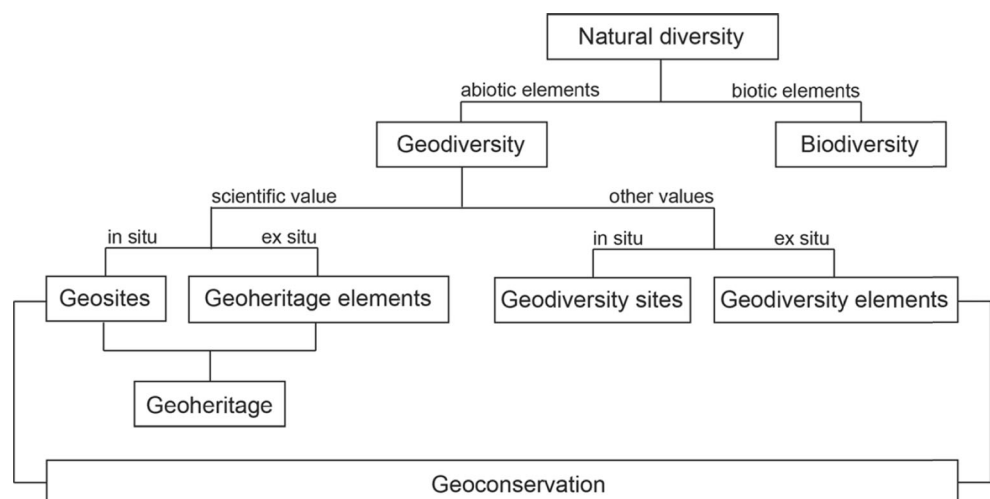 Natural diversity
abiotic elements
biotic elements
Geodiversity
Biodiversity
scientific value
other values
in situ
ex situ
in situ
ex situ
Geosites
Geoheritage elements
Geodiversity sites
Geodiversity elements
Geoheritage
Geoconservation